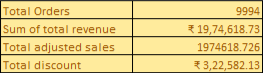 Total Orders 9994
Sum of total revenue ₹ 19,74,618.73
Total adjusted sales 1974618.726
Total discount ₹ 3,22,582.13